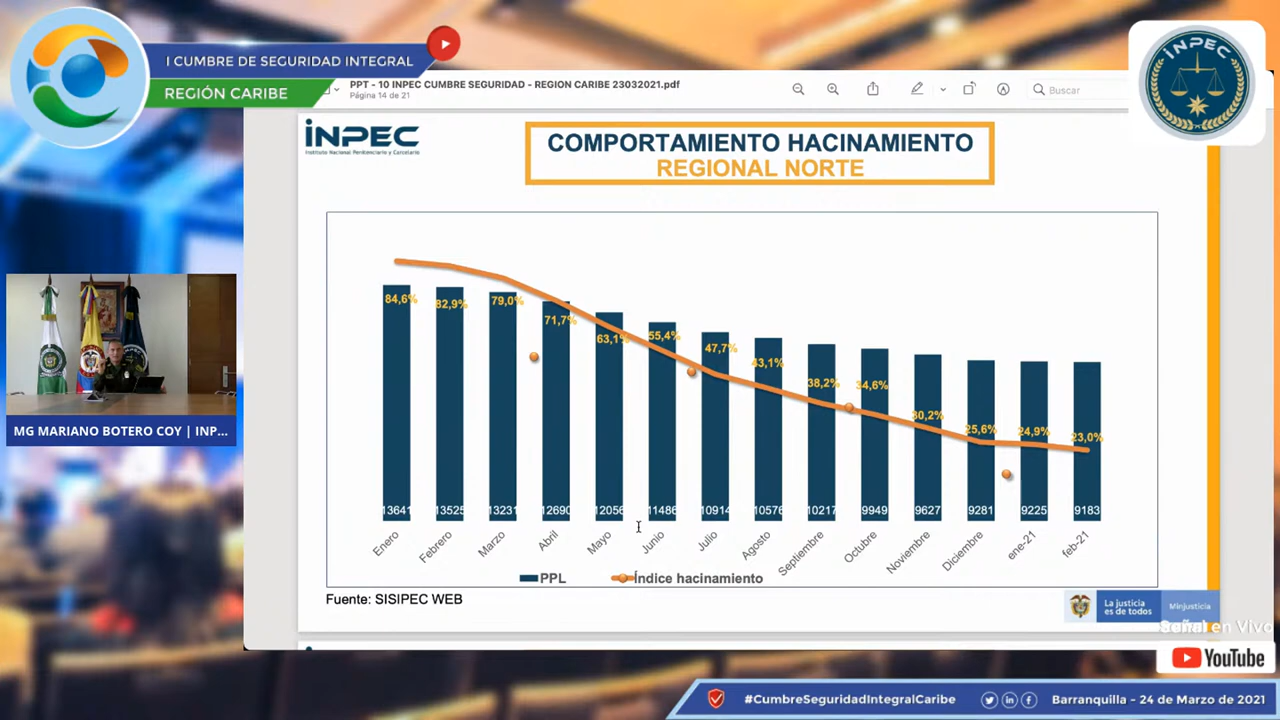 I CUMBRE DE SEGURIDAD INTEGRAL
REGIÓN CARIBE
PPT - 10 INPEC CUMBRE SEGURIDAD - REGION CARIBE 23032021.pdf
Página 14 de 21
Buscar
INPEC
INPEC
Instituto Nacional Penitenciario y Carcelario
COMPORTAMIENTO HACINAMIENTO
REGIONAL NORTE
84,6% 82,9% 79,0% 71,7% 63,1% 55,4% 47,7% 43,1% 38,2% 34,6% 30,2% 25,6% 24,9% 23,0%
13641 13525 13231 12690 12056 11486 10914 10576 10217 9949 9627 9281 9225 9183
Enero Febrero Marzo Abril Mayo Junio Julio Agosto Septiembre Octubre Noviembre Diciembre ene-21 feb-21
PPL Índice hacinamiento
Fuente: SISIPEC WEB
MG MARIANO BOTERO COY | INP...
La justicia
es de todos
Minjusticia
Señal en Vivo
YouTube
#CumbreSeguridadIntegralCaribe
Barranquilla - 24 de Marzo de 2021